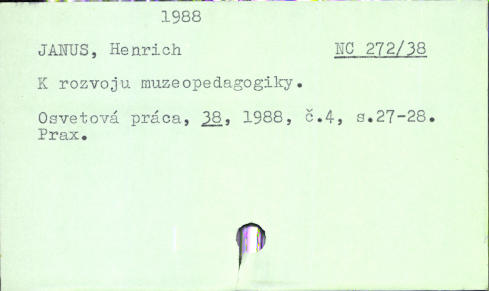 1988
JANUS, Henrich NC 272/38
K rozvoju muzeopedagogiky.
Osvetová práca, 38, 1988, č.4, s.27-28.
Prax.